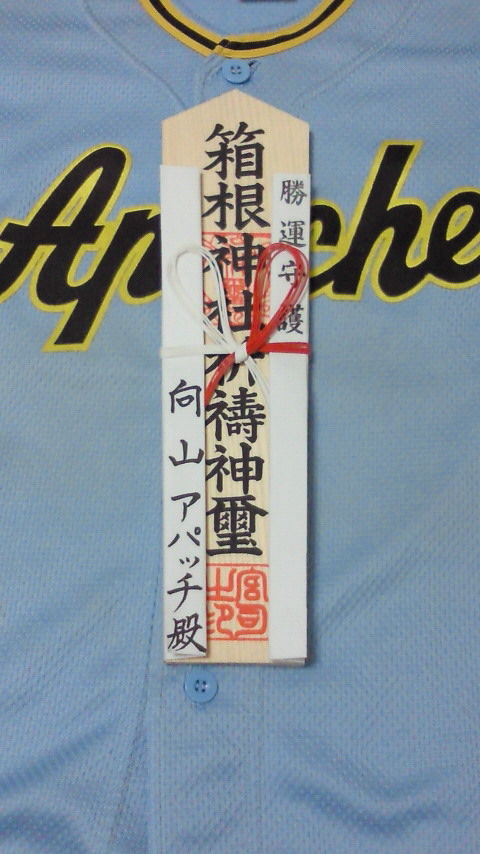 Apache
勝運守護
箱根神社祈禱神璽
向山アパッチ殿